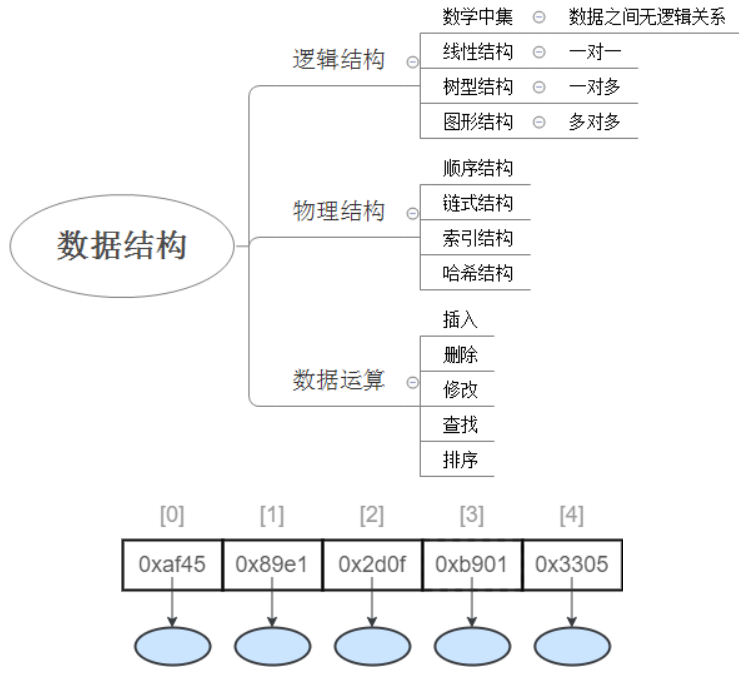 数据结构
逻辑结构
数学中集 数据之间无逻辑关系
线性结构 一对一
树型结构 一对多
图形结构 多对多
物理结构
顺序结构
链式结构
索引结构
哈希结构
数据运算
插入
删除
修改
查找
排序
[0] [1] [2] [3] [4]
0xaf45 0x89e1 0x2d0f 0xb901 0x3305